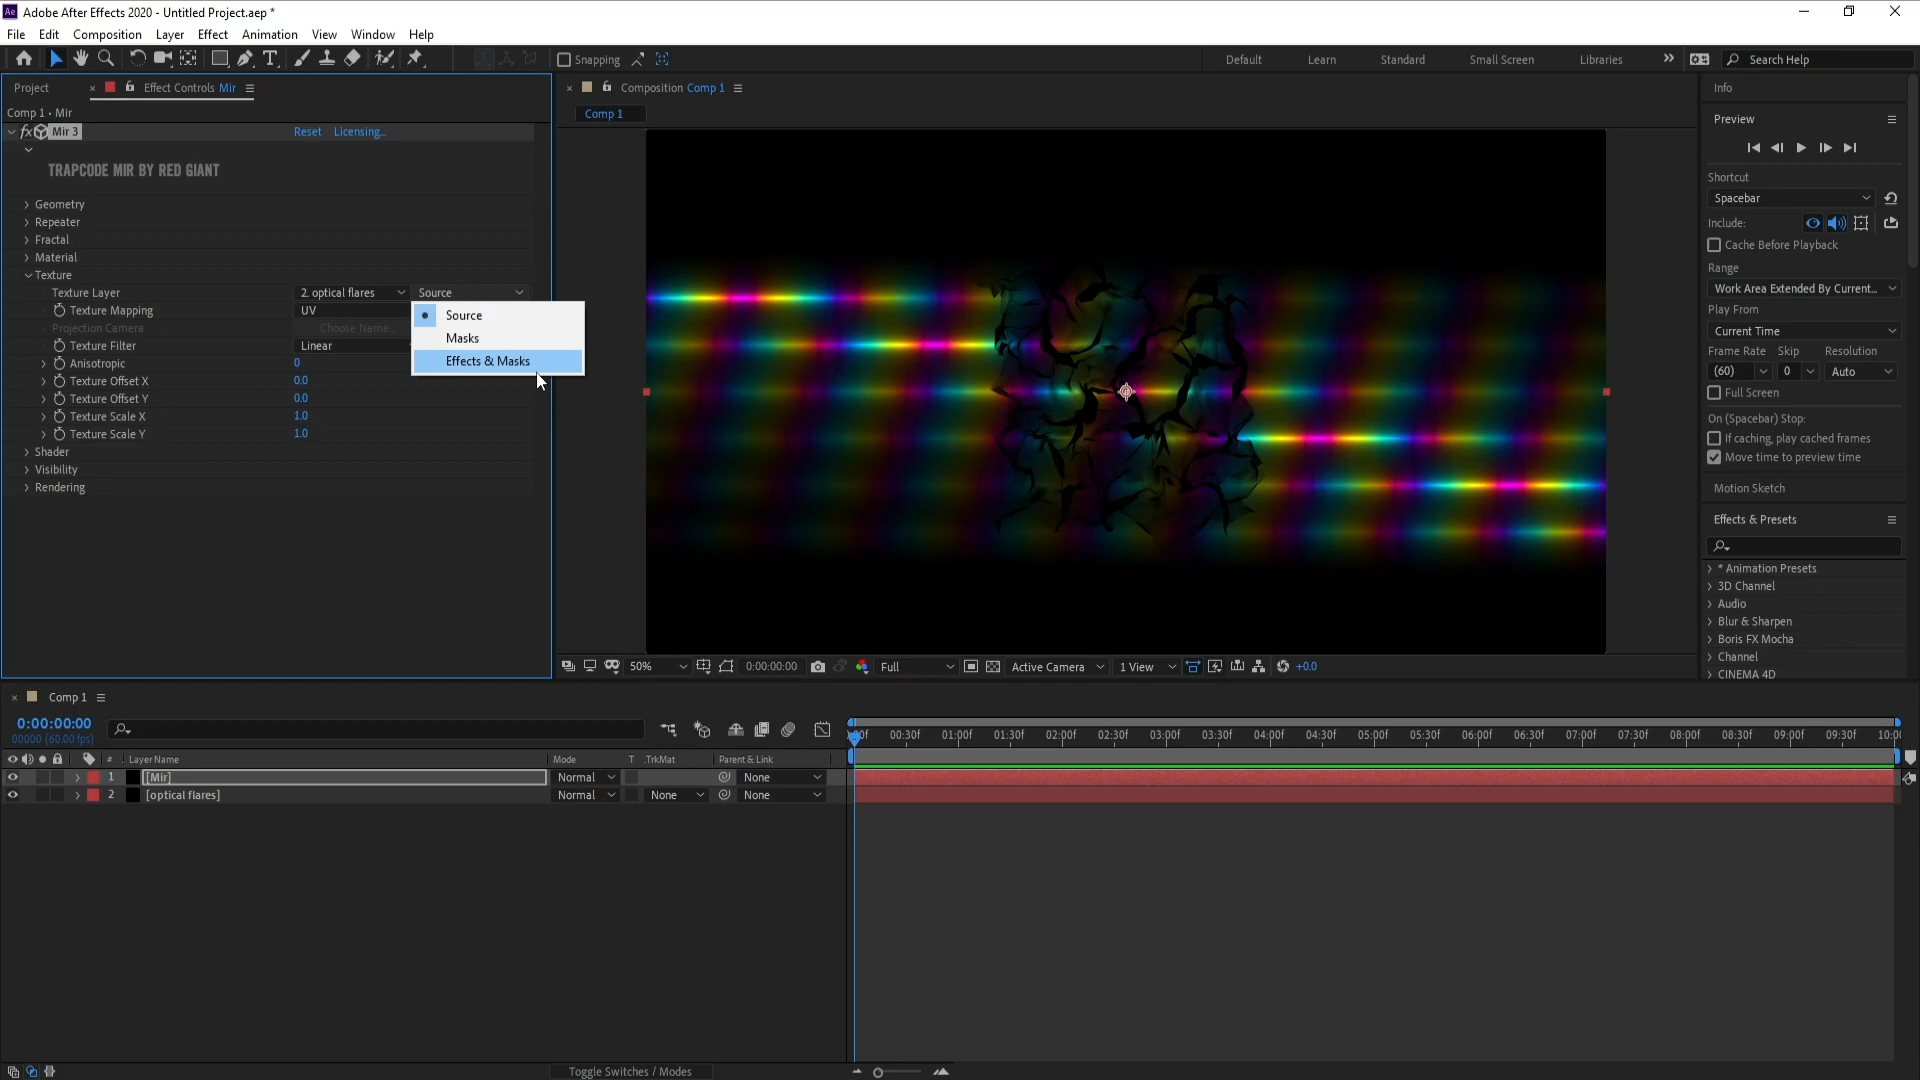 Ae Adobe After Effects 2020 - Untitled Project.aep *
File Edit Composition Layer Effect Animation View Window Help
Snapping Default Learn Standard Small Screen Libraries » Search Help
Project × Effect Controls Mir
Comp 1 • Mir
fx Mir 3 Reset Licensing...
TRAPCODE MIR BY RED GIANT
Geometry
Repeater
Fractal
Material
Texture
Texture Layer 2. optical flares Source
Texture Mapping UV
Projection Camera Choose Name...
Texture Filter Linear
Anisotropic 0
Texture Offset X 0.0
Texture Offset Y 0.0
Texture Scale X 1.0
Texture Scale Y 1.0
Shader
Visibility
Rendering
Source
Masks
Effects & Masks
× Composition Comp 1
Comp 1
50% 0:00:00:00 Full Active Camera 1 View +0.0
Info
Preview
Shortcut
Spacebar
Include:
Cache Before Playback
Range
Work Area Extended By Current...
Play From
Current Time
Frame Rate Skip Resolution
(60) 0 Auto
Full Screen
On (Spacebar) Stop:
If caching, play cached frames
Move time to preview time
Motion Sketch
Effects & Presets
* Animation Presets
3D Channel
Audio
Blur & Sharpen
Boris FX Mocha
Channel
CINEMA 4D
× Comp 1
0:00:00:00
00000 (60.00 fps)
00:30f 01:00f 01:30f 02:00f 02:30f 03:00f 03:30f 04:00f 04:30f 05:00f 05:30f 06:00f 06:30f 07:00f 07:30f 08:00f 08:30f 09:00f 09:30f 10:0
# Layer Name Mode T .TrkMat Parent & Link
1 [Mir] Normal None
2 [optical flares] Normal None None
Toggle Switches / Modes